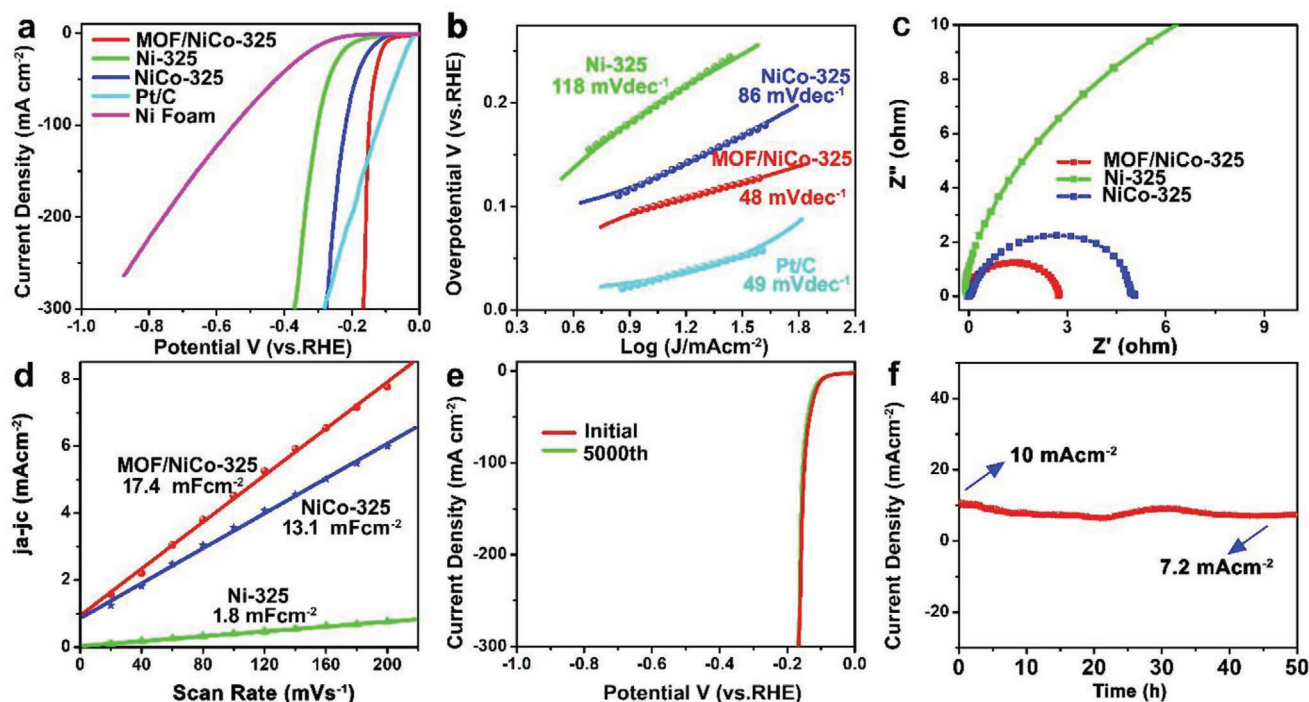 a
0
-50
-100
-150
-200
-250
-300
Current Density (mA cm⁻²)
MOF/NiCo-325
Ni-325
NiCo-325
Pt/C
Ni Foam
-1.0
-0.8
-0.6
-0.4
-0.2
0.0
Potential V (vs.RHE)
b
0.2
0.1
0.0
Overpotential V (vs.RHE)
Ni-325
118 mVdec⁻¹
NiCo-325
86 mVdec⁻¹
MOF/NiCo-325
48 mVdec⁻¹
Pt/C
49 mVdec⁻¹
0.3
0.6
0.9
1.2
1.5
1.8
2.1
Log (J/mAcm⁻²)
c
10
8
6
4
2
0
Z" (ohm)
MOF/NiCo-325
Ni-325
NiCo-325
0
3
6
9
Z' (ohm)
d
8
6
4
2
0
ja-jc (mAcm⁻²)
MOF/NiCo-325
17.4 mFcm⁻²
NiCo-325
13.1 mFcm⁻²
Ni-325
1.8 mFcm⁻²
0
40
80
120
160
200
Scan Rate (mVs⁻¹)
e
0
-100
-200
-300
Current Density (mA cm⁻²)
Initial
5000th
-1.0
-0.8
-0.6
-0.4
-0.2
0.0
Potential V (vs.RHE)
f
40
20
0
-20
Current Density (mAcm⁻²)
10 mAcm⁻²
7.2 mAcm⁻²
0
10
20
30
40
50
Time (h)